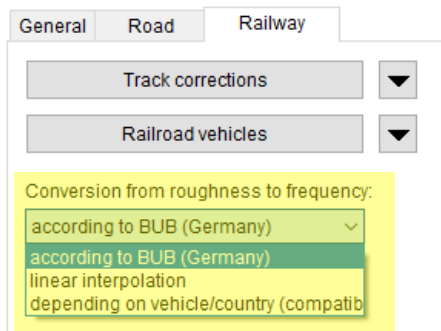 General Road Railway
Track corrections
Railroad vehicles
Conversion from roughness to frequency:
according to BUB (Germany)
according to BUB (Germany)
linear interpolation
depending on vehicle/country (compatib